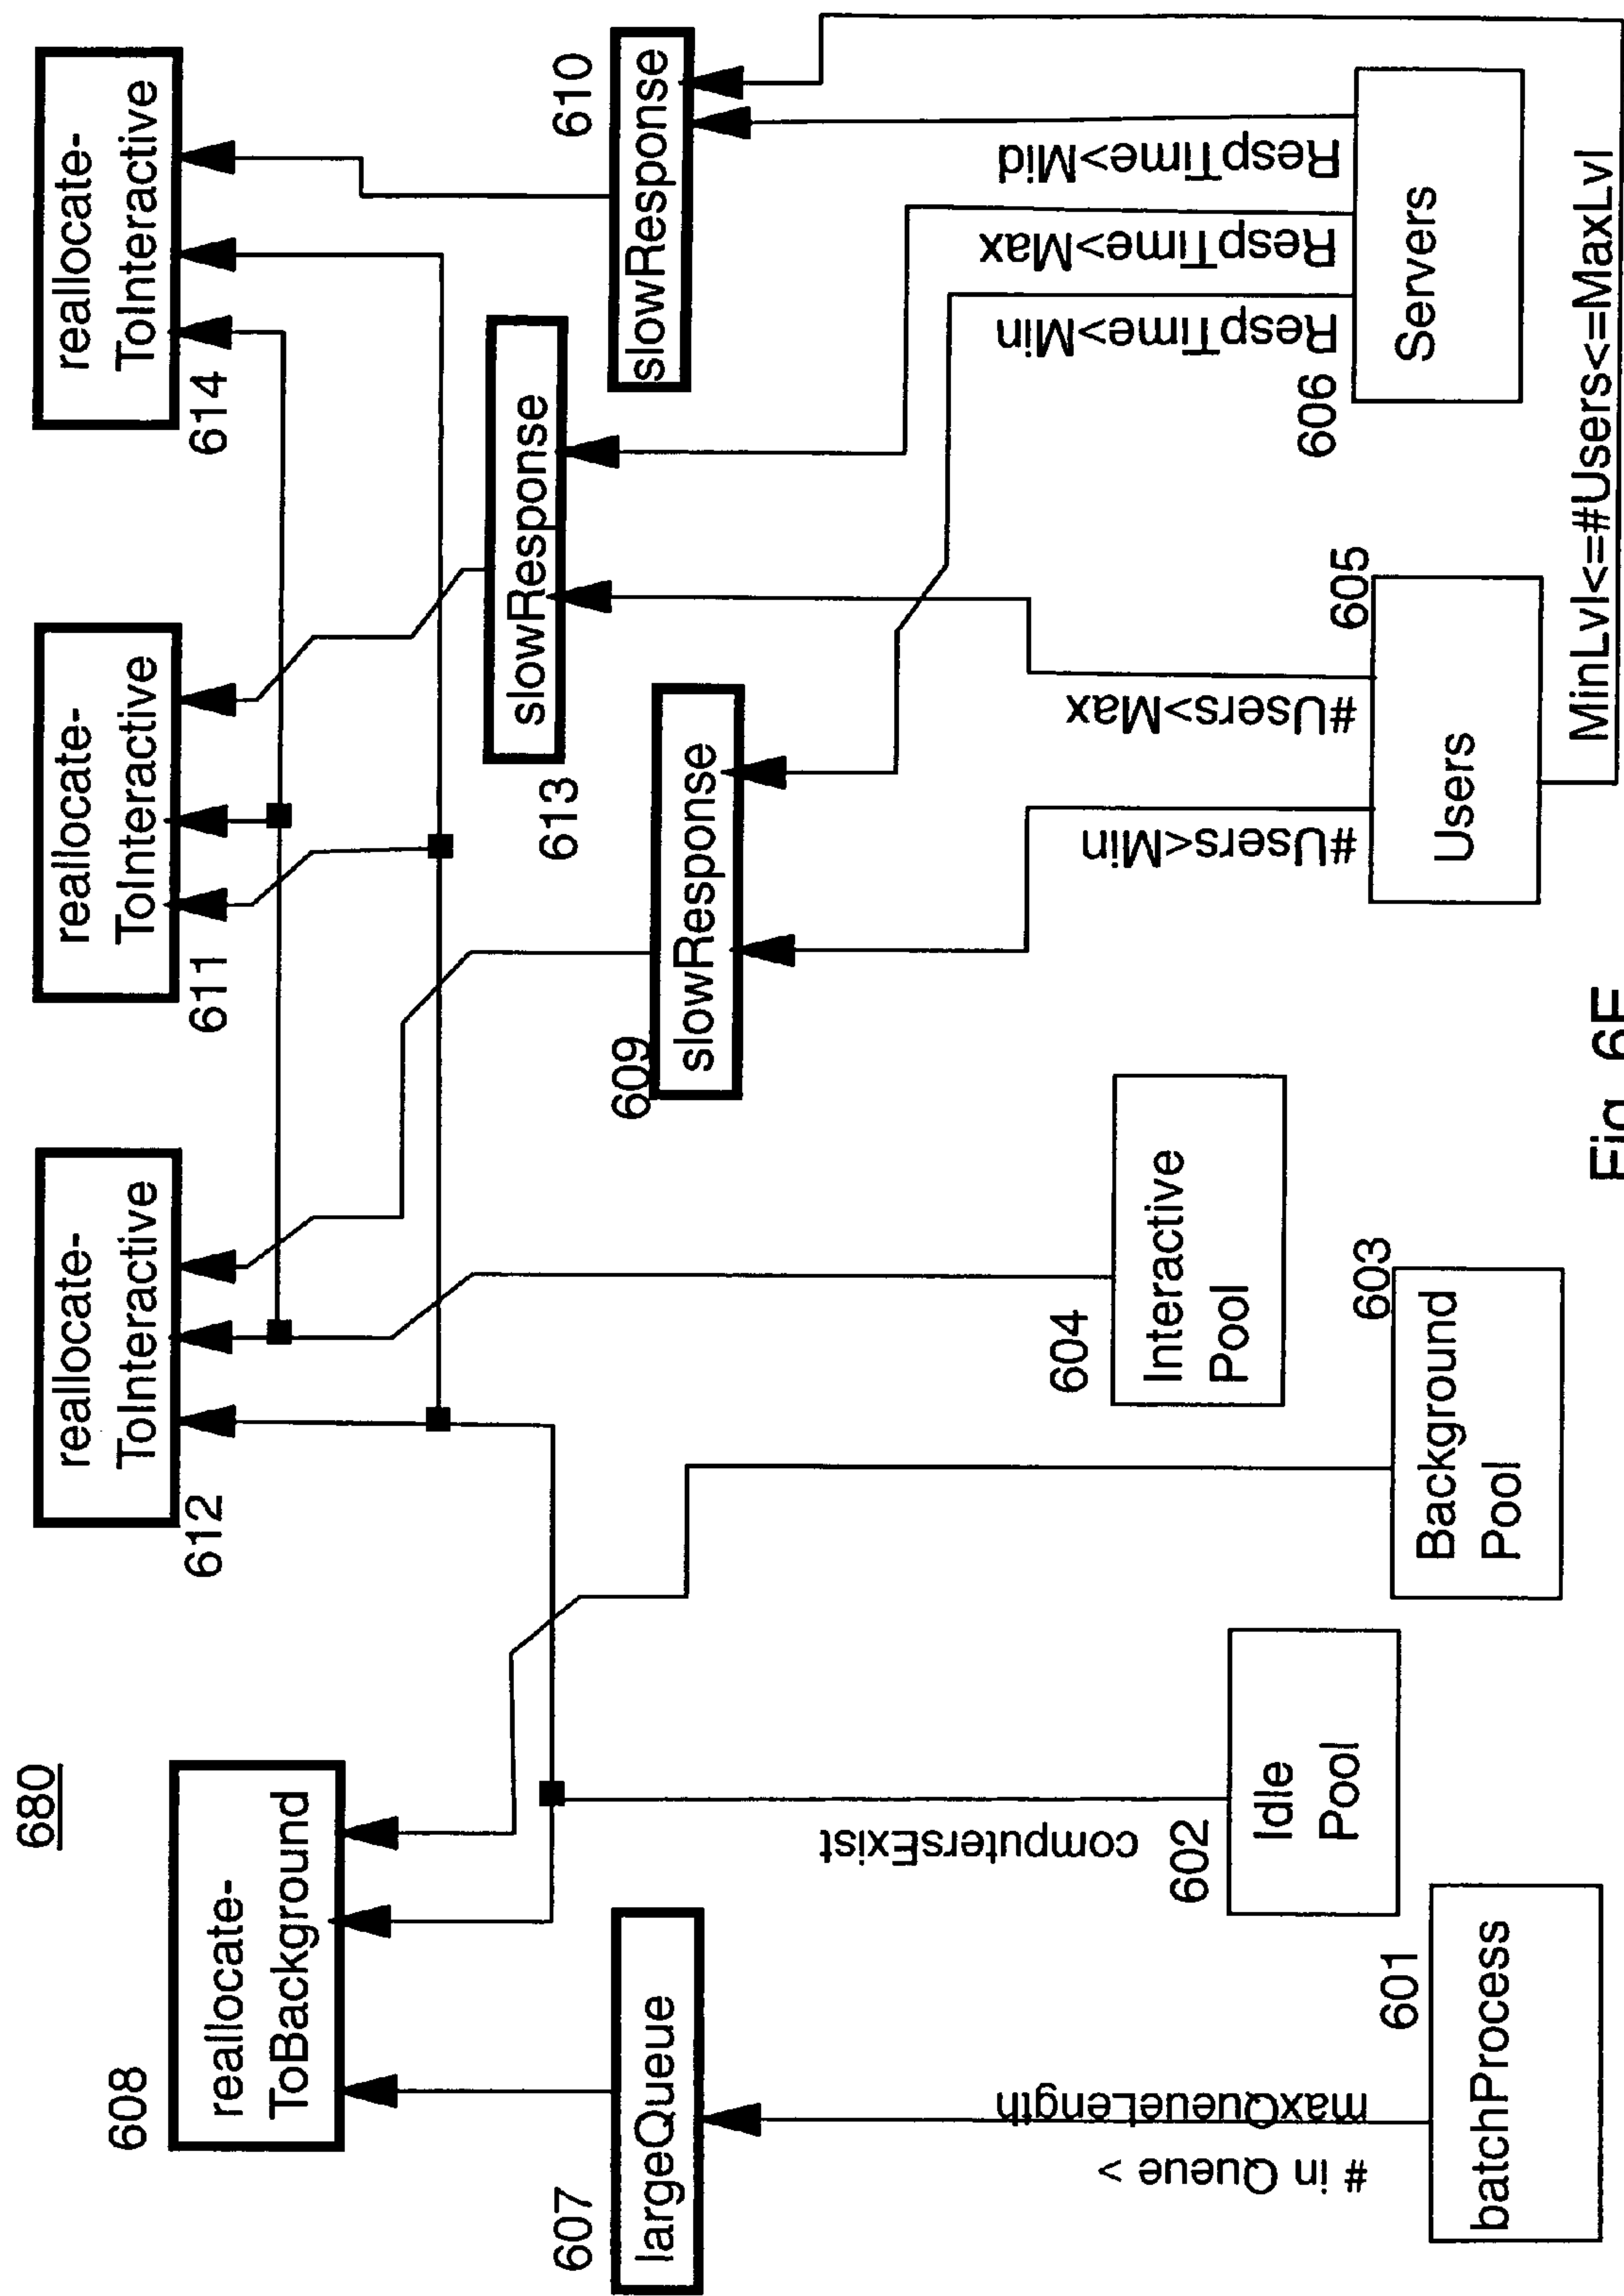 680
608
reallocate-
ToBackground
612
reallocate-
ToInteractive
611
reallocate-
ToInteractive
614
reallocate-
ToInteractive
607
largeQueue
609
slowResponse
613
slowResponse
610
slowResponse
# in Queue >
maxQueueLength
computersExist
#Users<Min
#Users>Max
RespTime>Min
RespTime>Max
RespTime>Mid
601
batchProcess
602
Idle
Pool
603
Background
Pool
604
Interactive
Pool
605
Users
606
Servers
MinLvl<=#Users<=MaxLvl